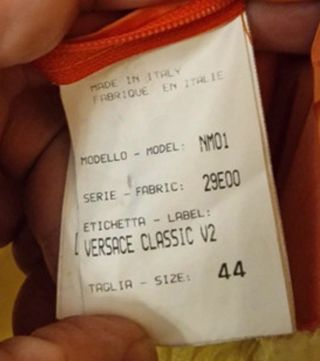 MADE IN ITALY
FABRIQUE EN ITALIE
MODELLO - MODEL: NM01
SERIE - FABRIC: 29E00
ETICHETTA - LABEL:
VERSACE CLASSIC V2
TAGLIA - SIZE: 44